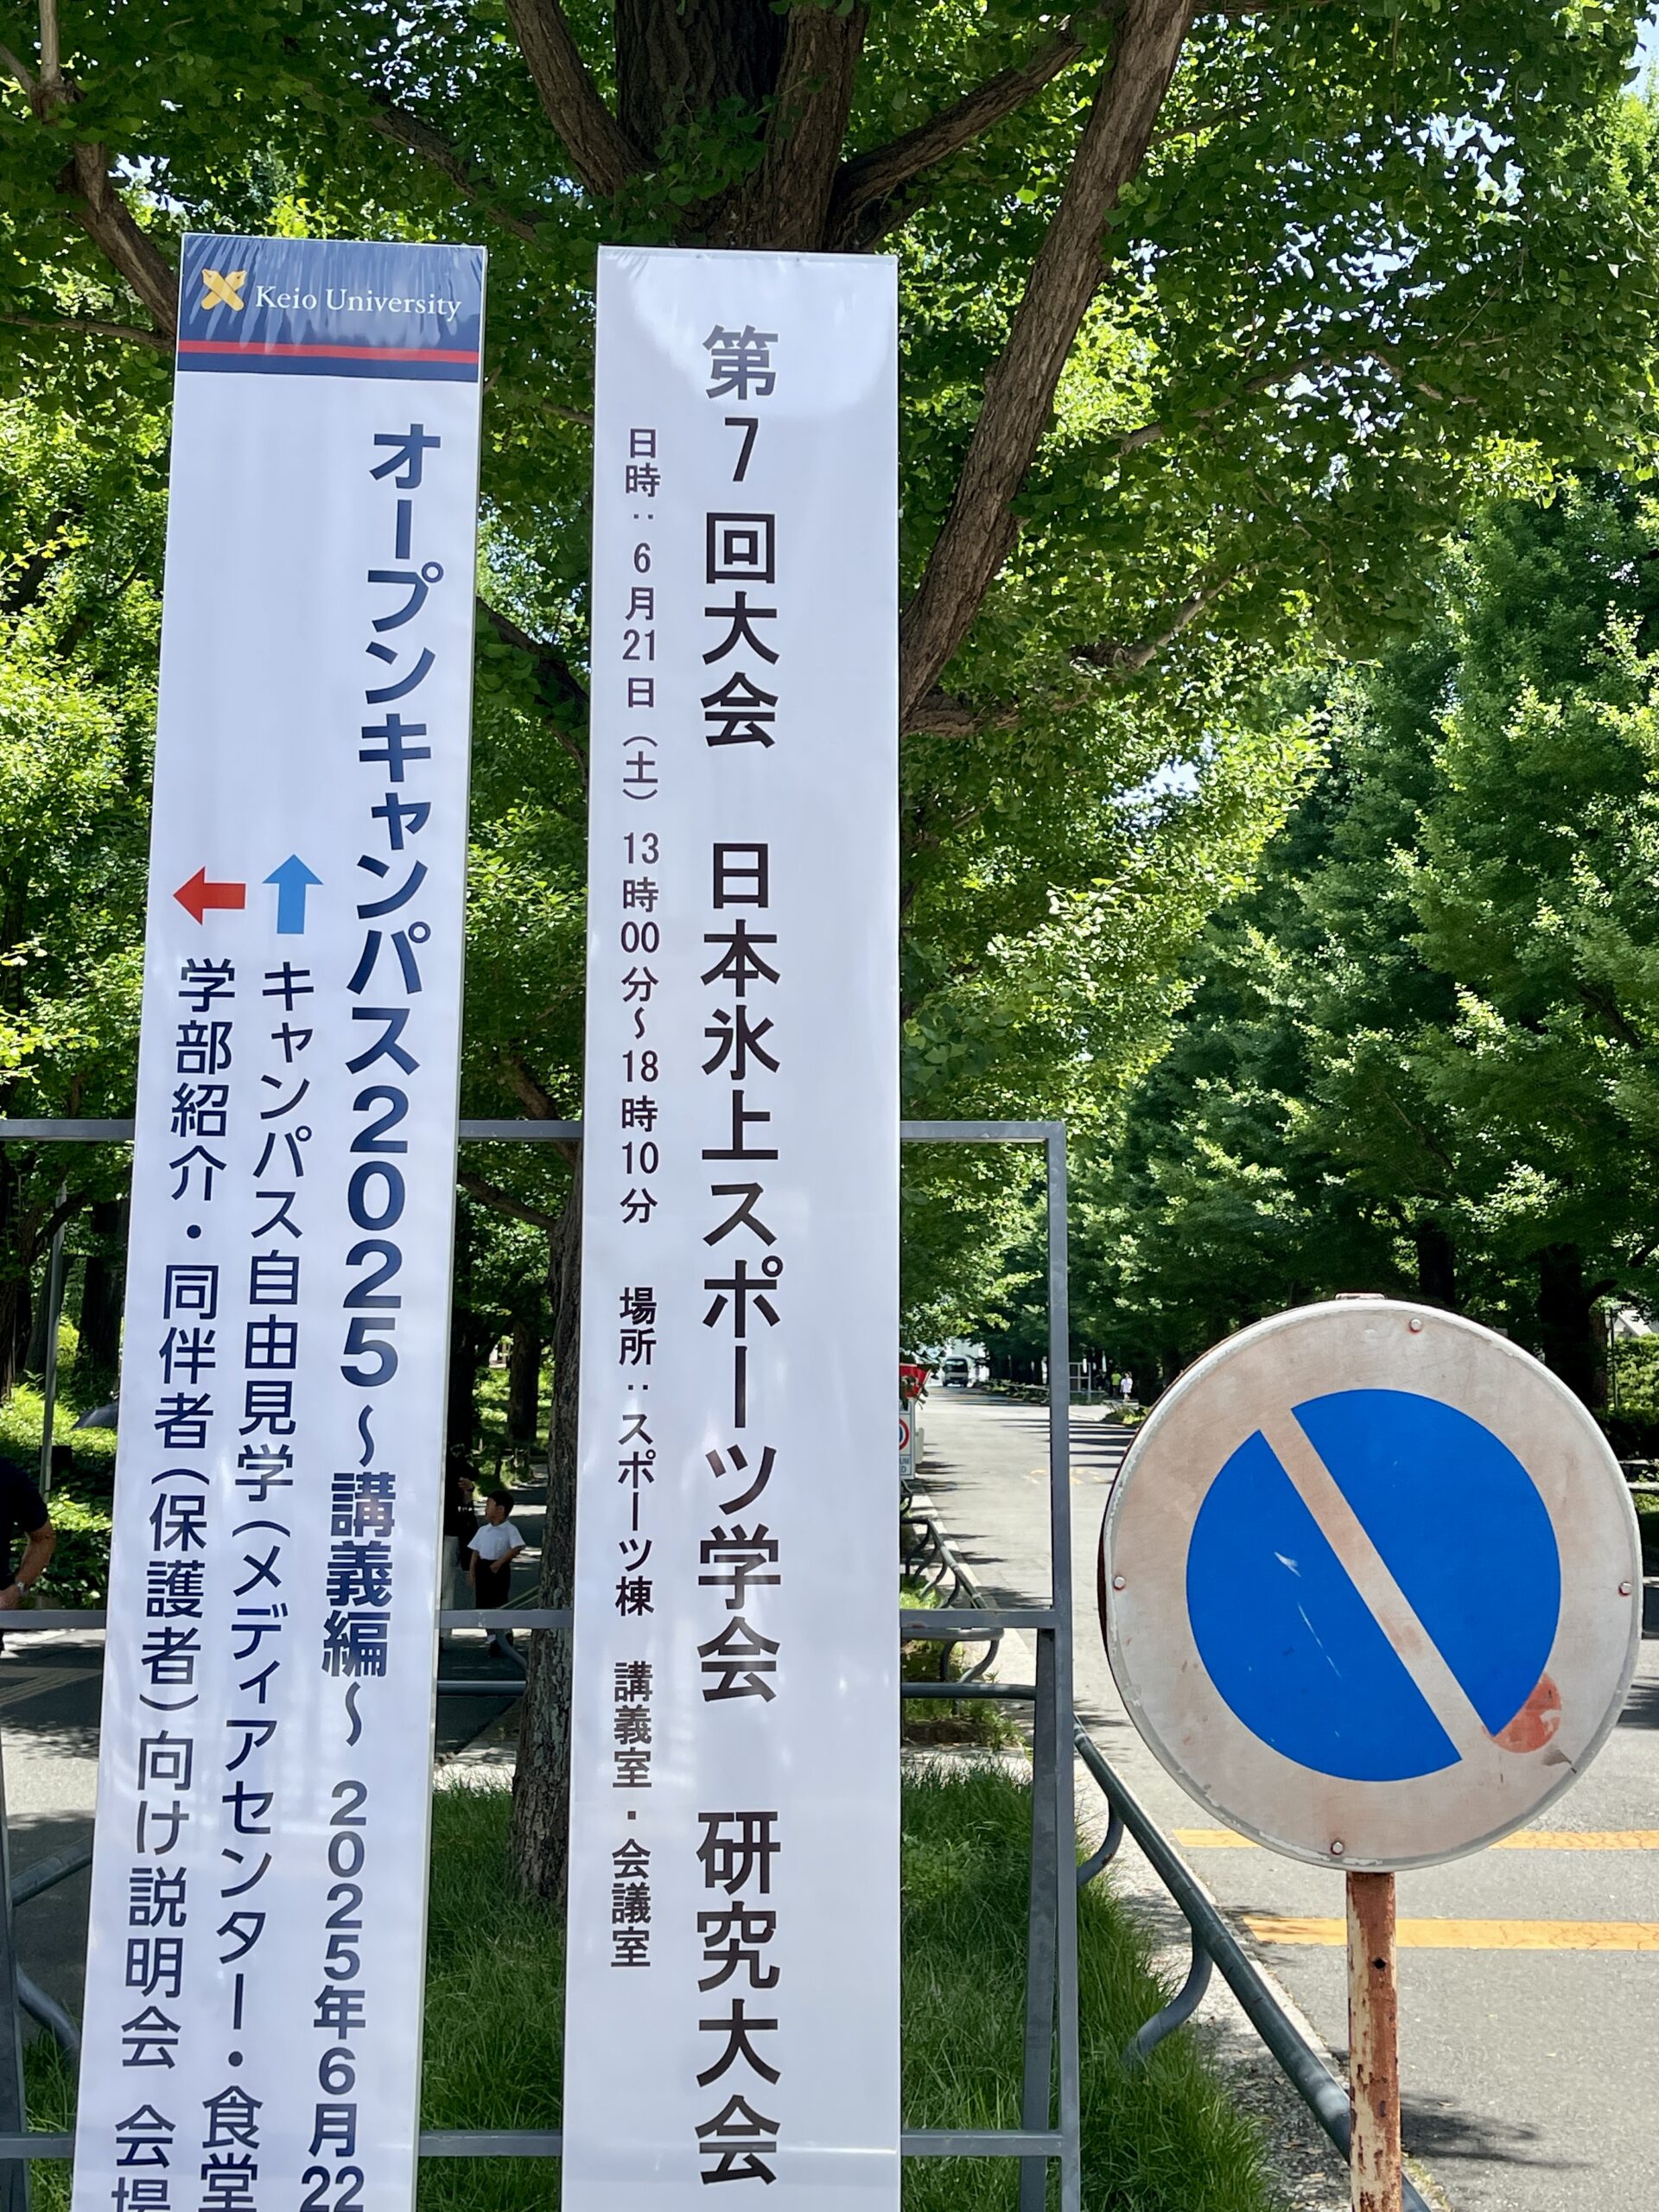 Keio University
オープンキャンパス2025〜講義編〜 2025年6月22
キャンパス自由見学(メディアセンター・食堂
学部紹介・同伴者(保護者)向け説明会 会場
第7回大会 日本氷上スポーツ学会 研究大会
日時:6月21日(土) 13時00分〜18時10分 場所:スポーツ棟 講義室・会議室